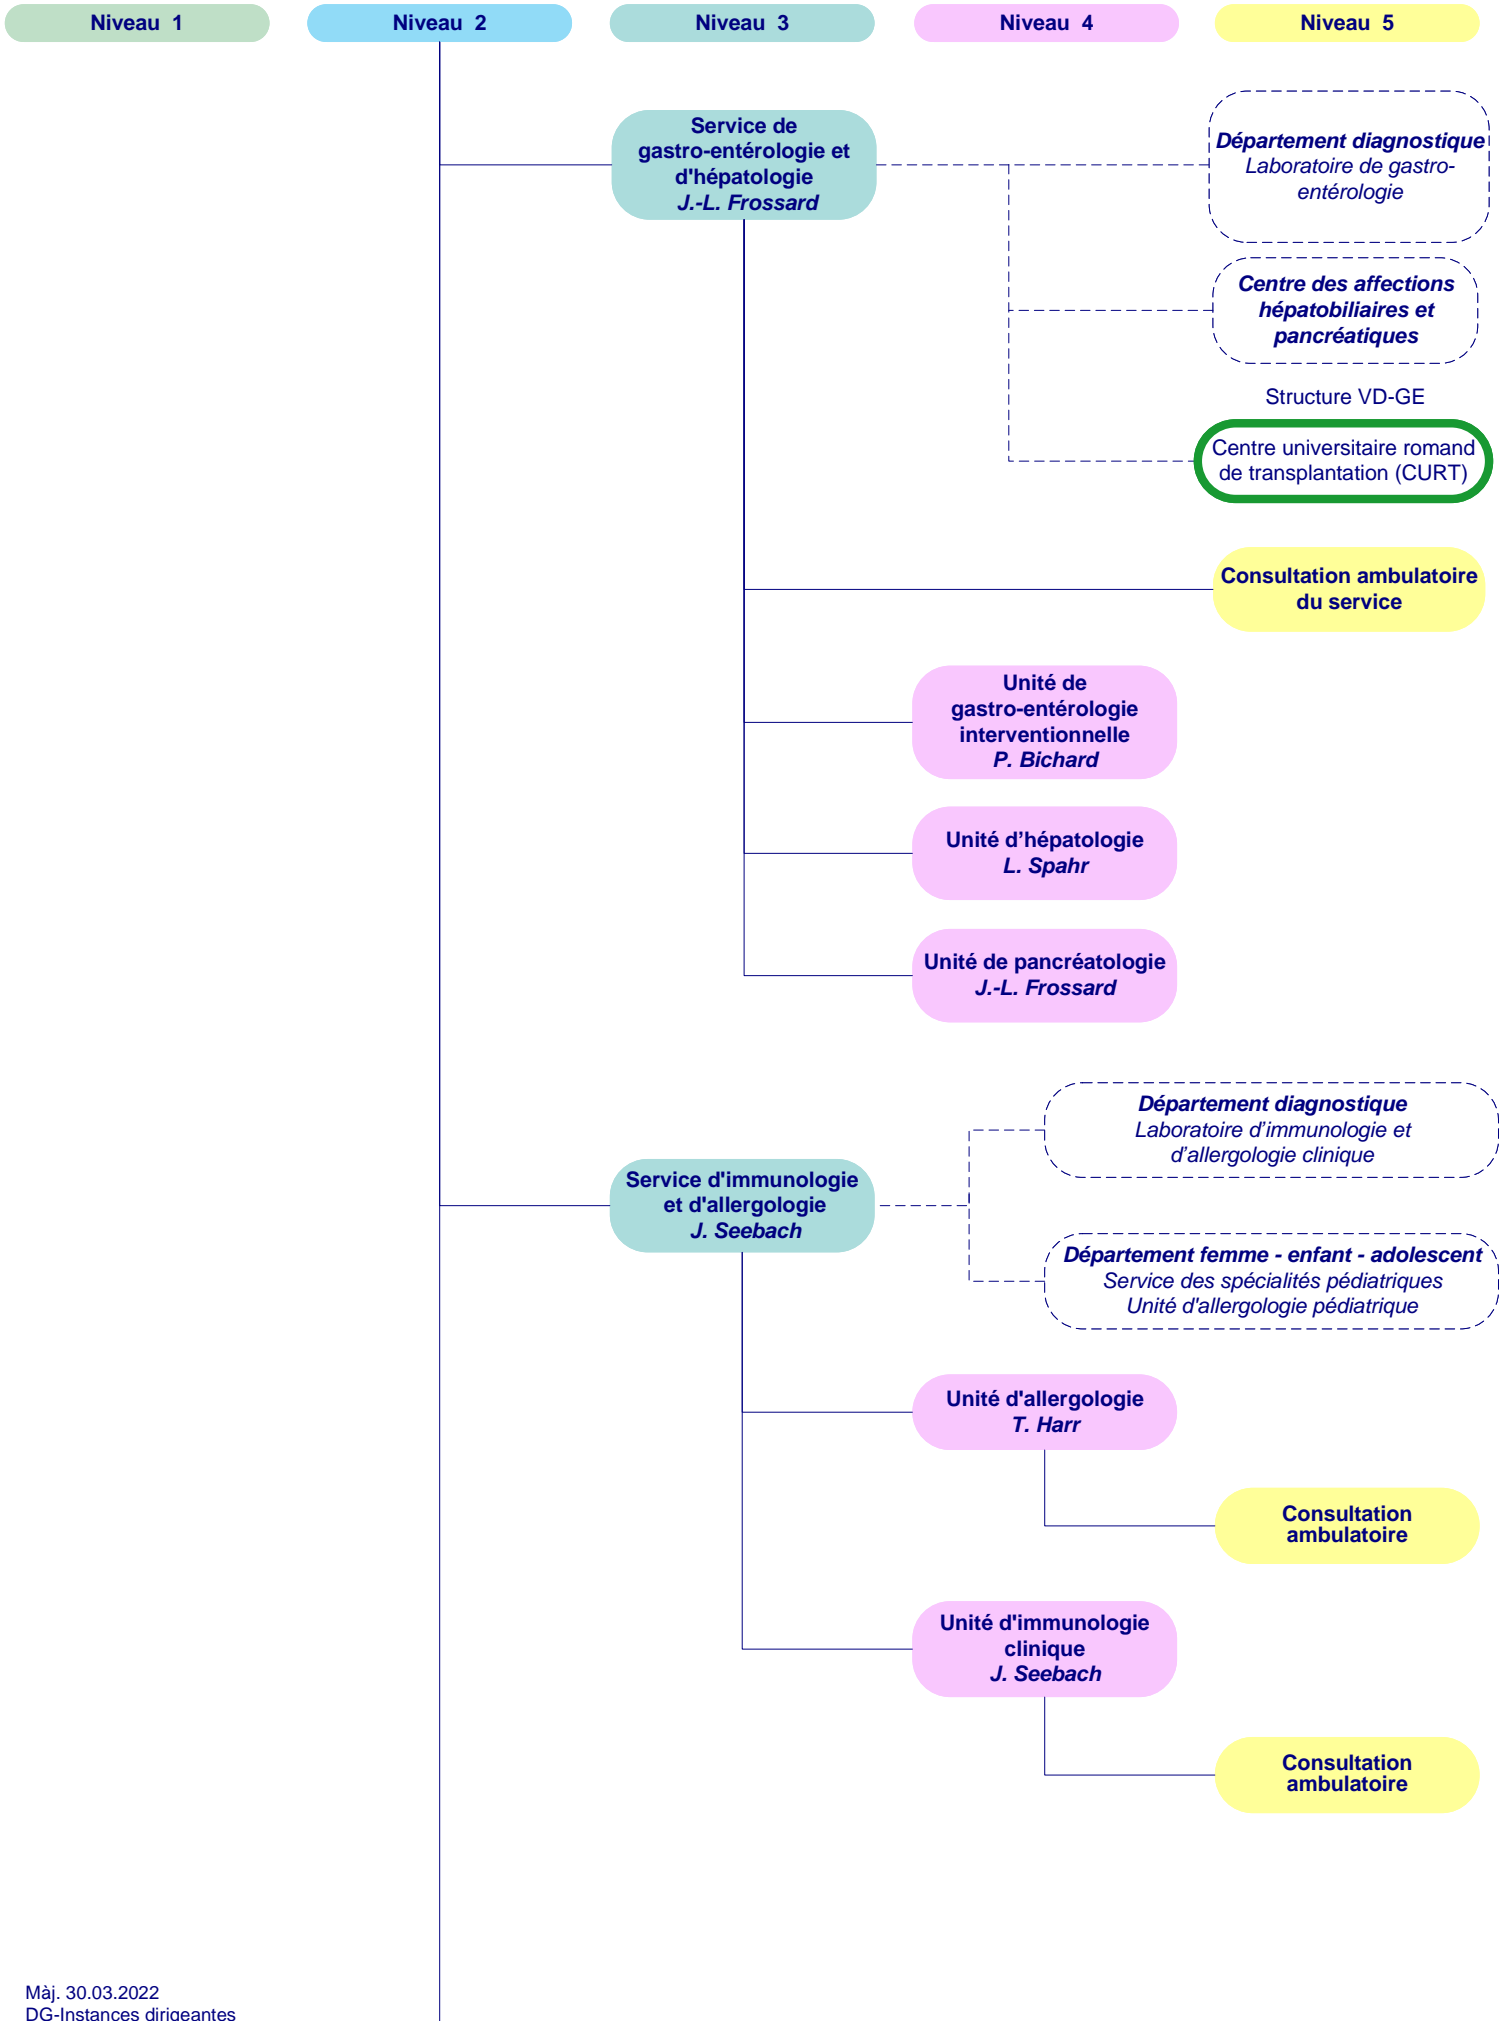 Niveau 1
Niveau 2
Niveau 3
Niveau 4
Niveau 5
Service de
gastro-entérologie et
d'hépatologie
J.-L. Frossard
Département diagnostique
Laboratoire de gastro-
entérologie
Centre des affections
hépatobiliaires et
pancréatiques
Structure VD-GE
Centre universitaire romand
de transplantation (CURT)
Consultation ambulatoire
du service
Unité de
gastro-entérologie
interventionnelle
P. Bichard
Unité d’hépatologie
L. Spahr
Unité de pancréatologie
J.-L. Frossard
Département diagnostique
Laboratoire d’immunologie et
d’allergologie clinique
Service d'immunologie
et d'allergologie
J. Seebach
Département femme - enfant - adolescent
Service des spécialités pédiatriques
Unité d'allergologie pédiatrique
Unité d'allergologie
T. Harr
Consultation
ambulatoire
Unité d'immunologie
clinique
J. Seebach
Consultation
ambulatoire
Màj. 30.03.2022
DG-Instances dirigeantes